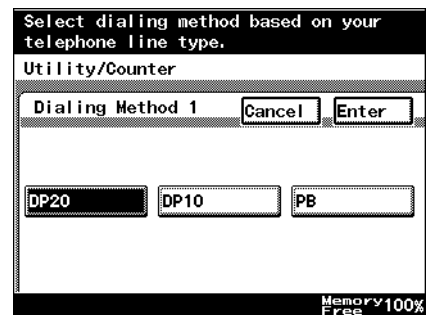 Select dialing method based on your
telephone line type.
Utility/Counter
Dialing Method 1 Cancel Enter
DP20 DP10 PB
Memory 100%
Free